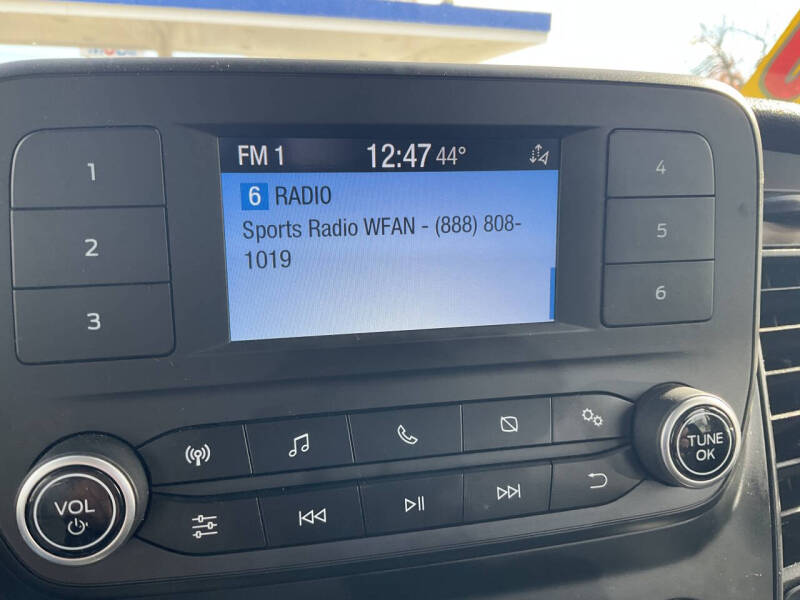 FM 1 12:47 44°
6 RADIO
Sports Radio WFAN - (888) 808-
1019
1
2
3
4
5
6
VOL
TUNE
OK